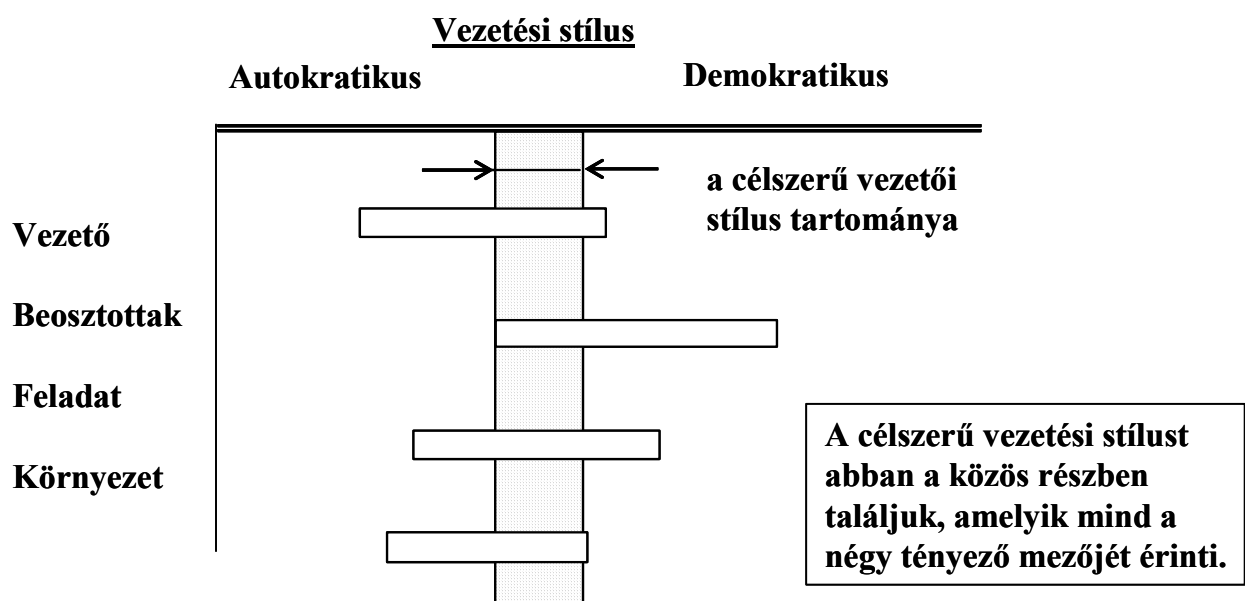 Vezetési stílus
Autokratikus
Demokratikus
a célszerű vezetői
stílus tartománya
Vezető
Beosztottak
Feladat
Környezet
A célszerű vezetési stílust
abban a közös részben
találjuk, amelyik mind a
négy tényező mezőjét érinti.